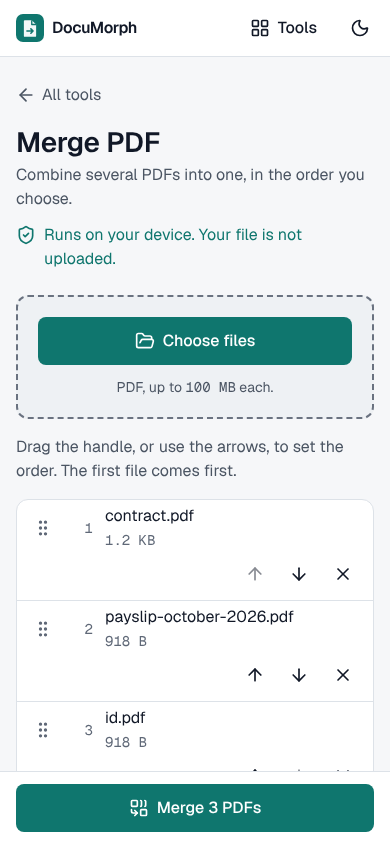 DocuMorph
Tools
All tools
Merge PDF
Combine several PDFs into one, in the order you
choose.
Runs on your device. Your file is not
uploaded.
Choose files
PDF, up to 100 MB each.
Drag the handle, or use the arrows, to set the
order. The first file comes first.
1 contract.pdf
1.2 KB
2 payslip-october-2026.pdf
918 B
3 id.pdf
918 B
Merge 3 PDFs